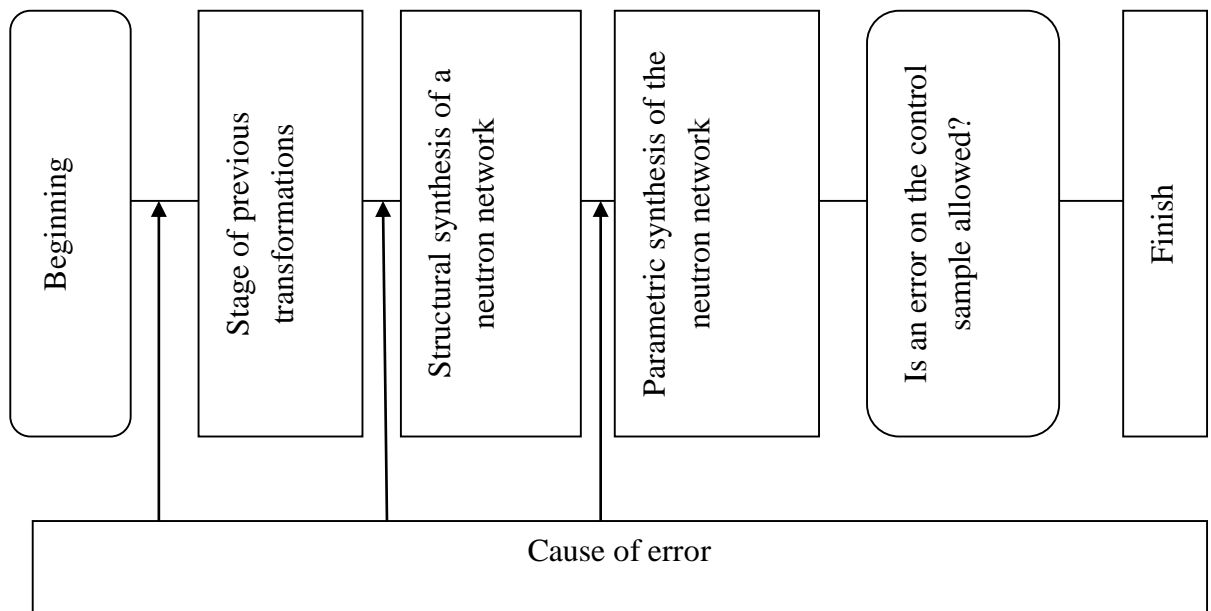 Beginning
Stage of previous
transformations
Structural synthesis of a
neutron network
Parametric synthesis of the
neutron network
Is an error on the control
sample allowed?
Finish
Cause of error